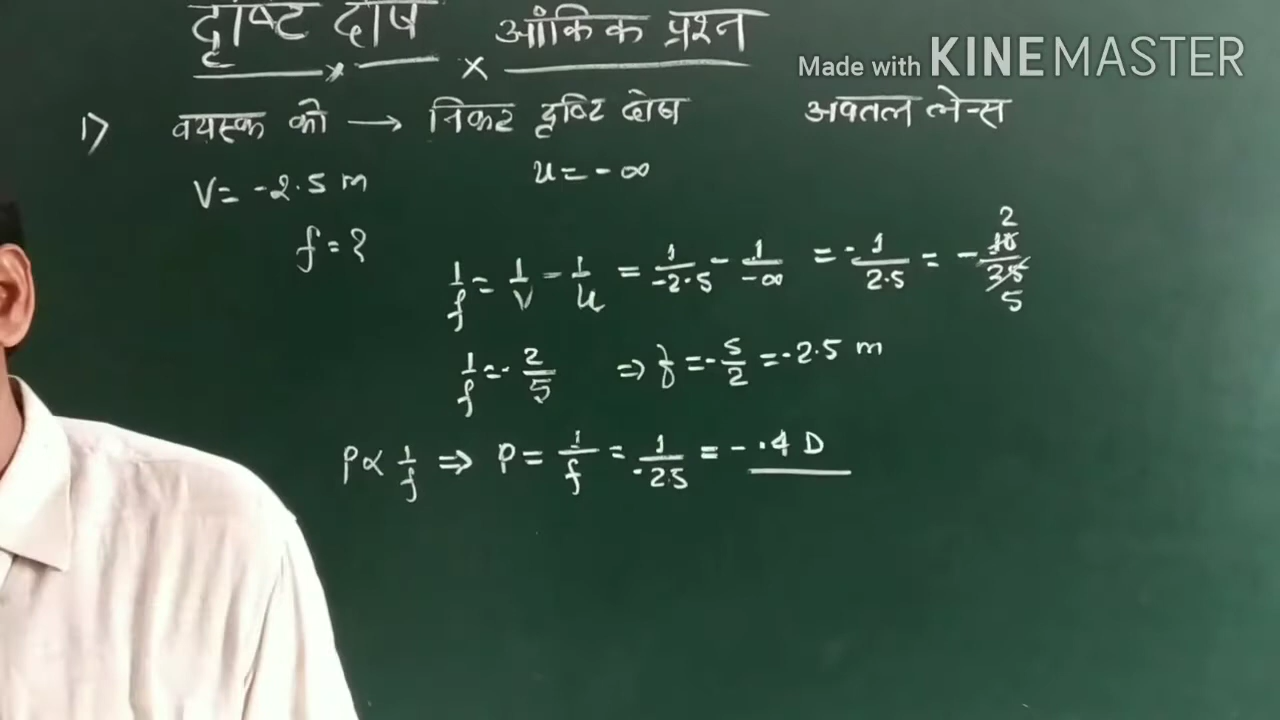 दृष्टि दोष × आंकिक प्रश्न
Made with KINEMASTER
1) वयस्क को → निकट दृष्टि दोष अवतल लेन्स
V= -2.5 m u= - ∞
f = ?
1/f = 1/V - 1/u = 1/-2.5 - 1/-∞ = -1/2.5 = - 10/25 2 5
1/f = - 2/5 ⇒ f = - 5/2 = -2.5 m
P∝ 1/f ⇒ P = 1/f = 1/-2.5 = - .4 D